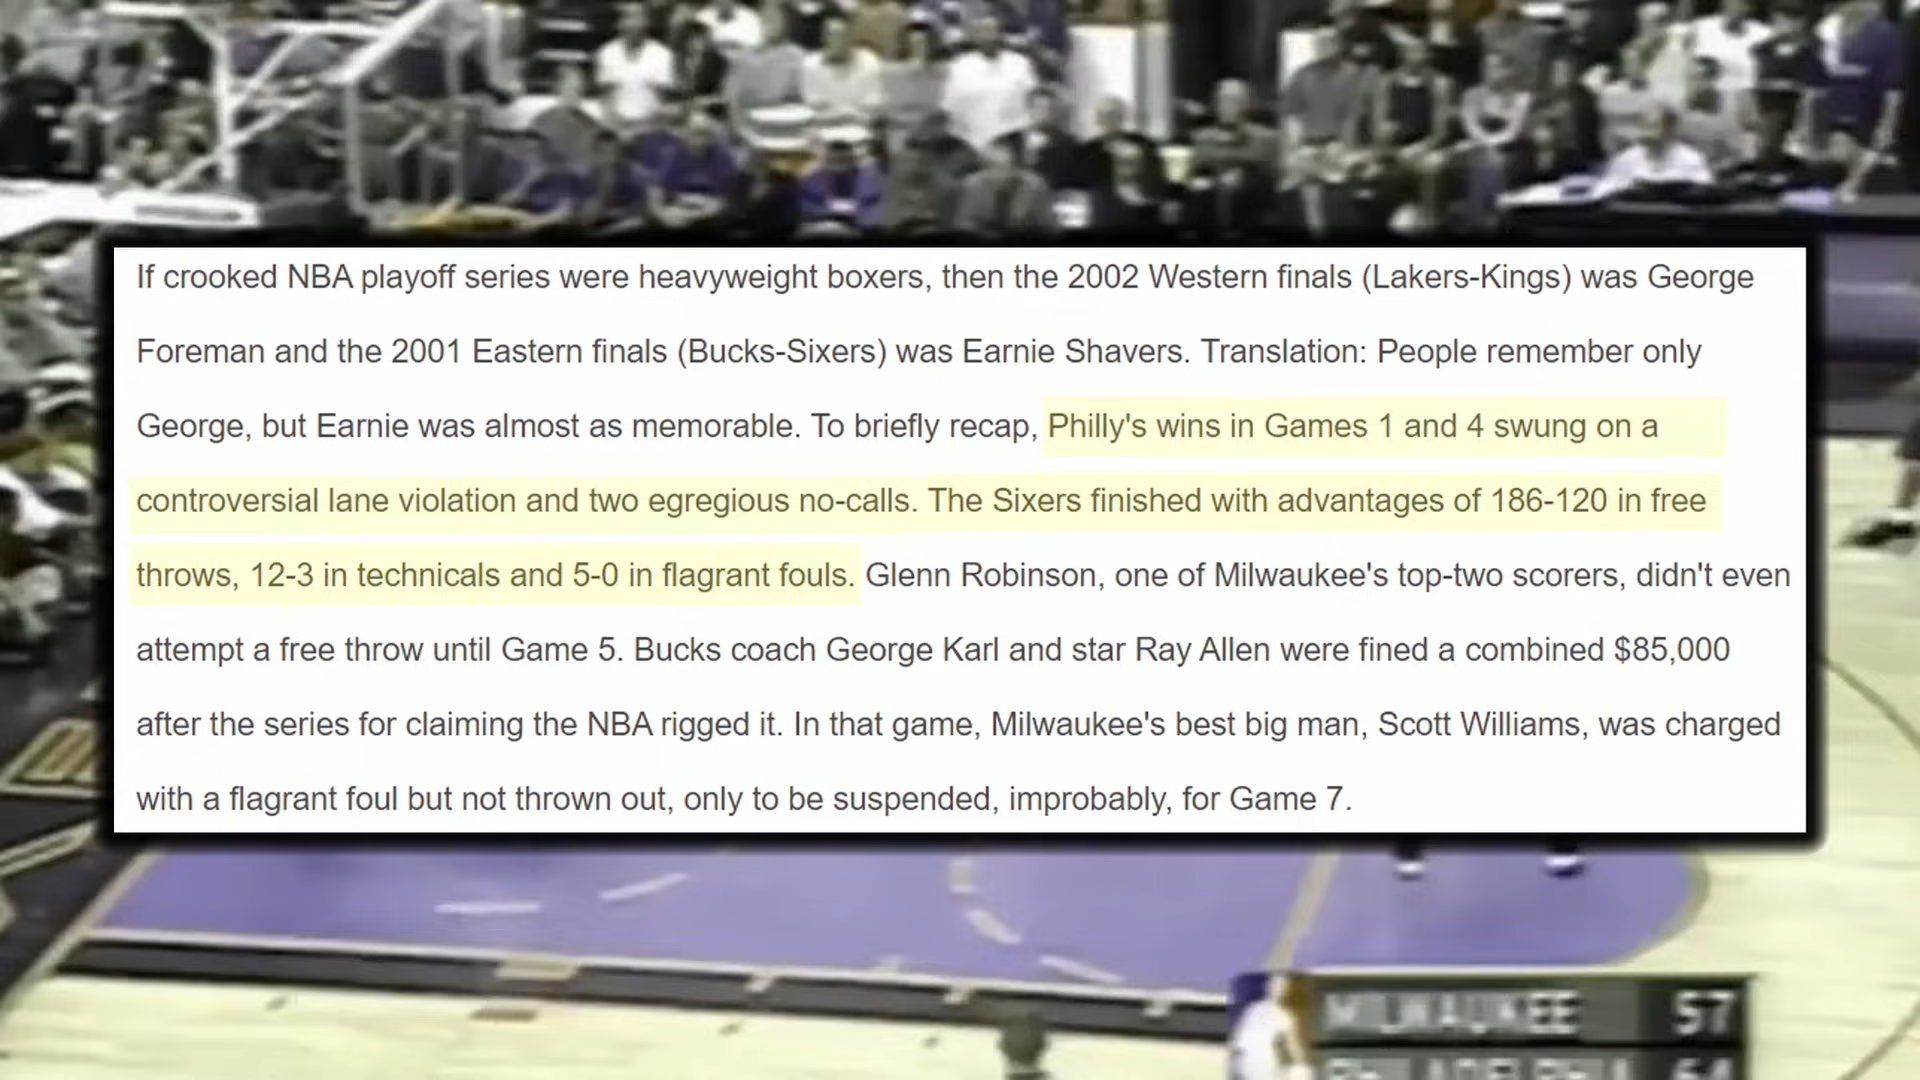 If crooked NBA playoff series were heavyweight boxers, then the 2002 Western finals (Lakers-Kings) was George
Foreman and the 2001 Eastern finals (Bucks-Sixers) was Earnie Shavers. Translation: People remember only
George, but Earnie was almost as memorable. To briefly recap, Philly's wins in Games 1 and 4 swung on a
controversial lane violation and two egregious no-calls. The Sixers finished with advantages of 186-120 in free
throws, 12-3 in technicals and 5-0 in flagrant fouls. Glenn Robinson, one of Milwaukee's top-two scorers, didn't even
attempt a free throw until Game 5. Bucks coach George Karl and star Ray Allen were fined a combined $85,000
after the series for claiming the NBA rigged it. In that game, Milwaukee's best big man, Scott Williams, was charged
with a flagrant foul but not thrown out, only to be suspended, improbably, for Game 7.
MILWAUKEE 57
PHILADELPHIA 64